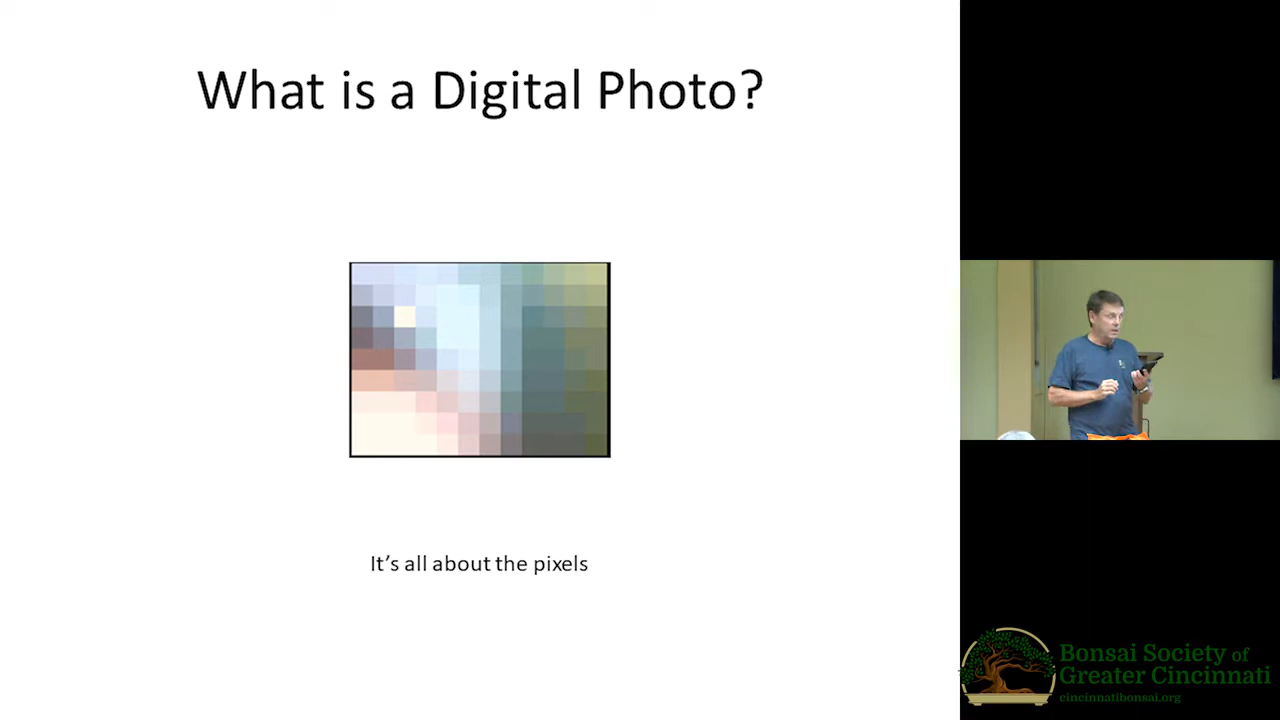 What is a Digital Photo?
It's all about the pixels
Bonsai Society of
Greater Cincinnati
cincinnatibonsai.org